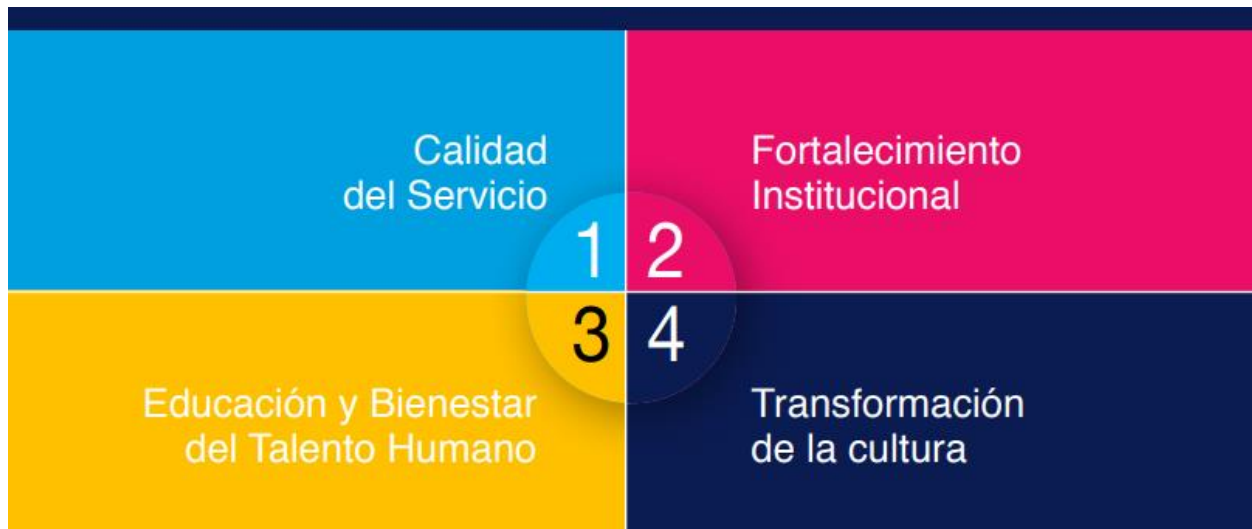 Calidad
del Servicio
1
Fortalecimiento
Institucional
2
3
Educación y Bienestar
del Talento Humano
4
Transformación
de la cultura